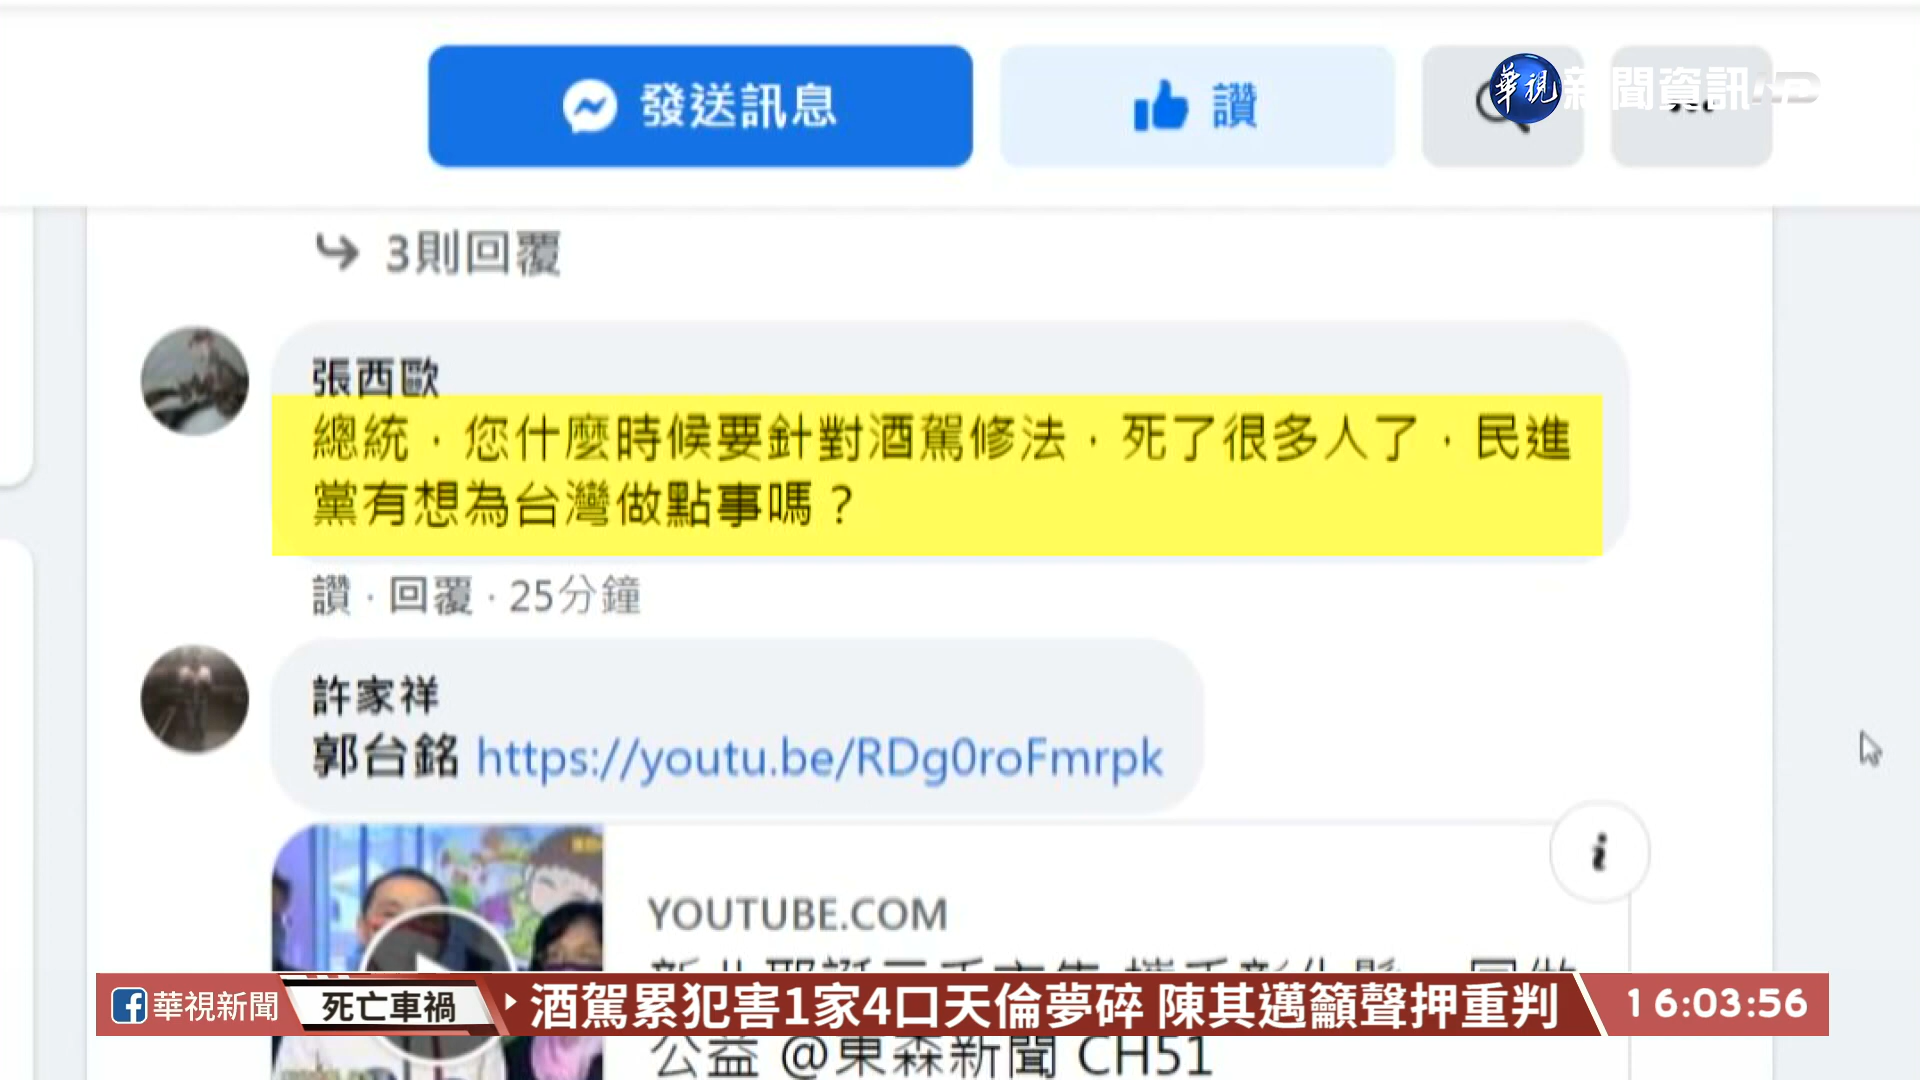 發送訊息
讚
華視 新聞資訊 HD
3則回覆
張西歐
總統，您什麼時候要針對酒駕修法，死了很多人了，民進
黨有想為台灣做點事嗎？
讚 · 回覆 · 25分鐘
許家祥
郭台銘 https://youtu.be/RDg0roFmrpk
YOUTUBE.COM
華視新聞
死亡車禍
酒駕累犯害1家4口天倫夢碎 陳其邁籲聲押重判
16:03:56
公益 @東森新聞 CH51